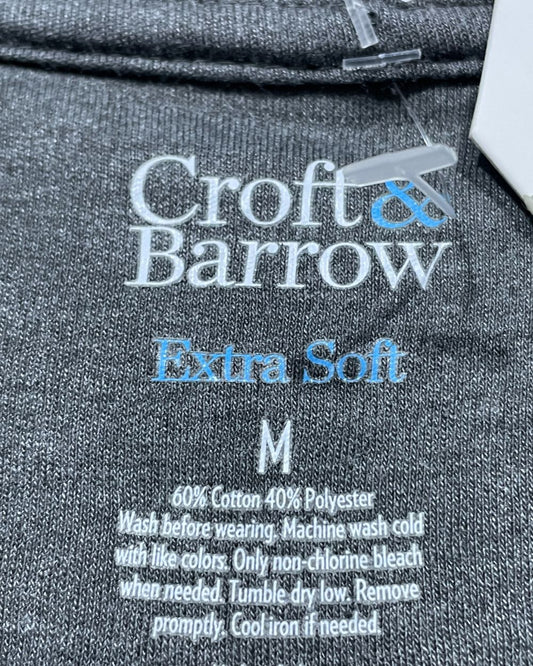 Croft &
Barrow
Extra Soft
M
60% Cotton 40% Polyester
Wash before wearing. Machine wash cold
with like colors. Only non-chlorine bleach
when needed. Tumble dry low. Remove
promptly. Cool iron if needed.